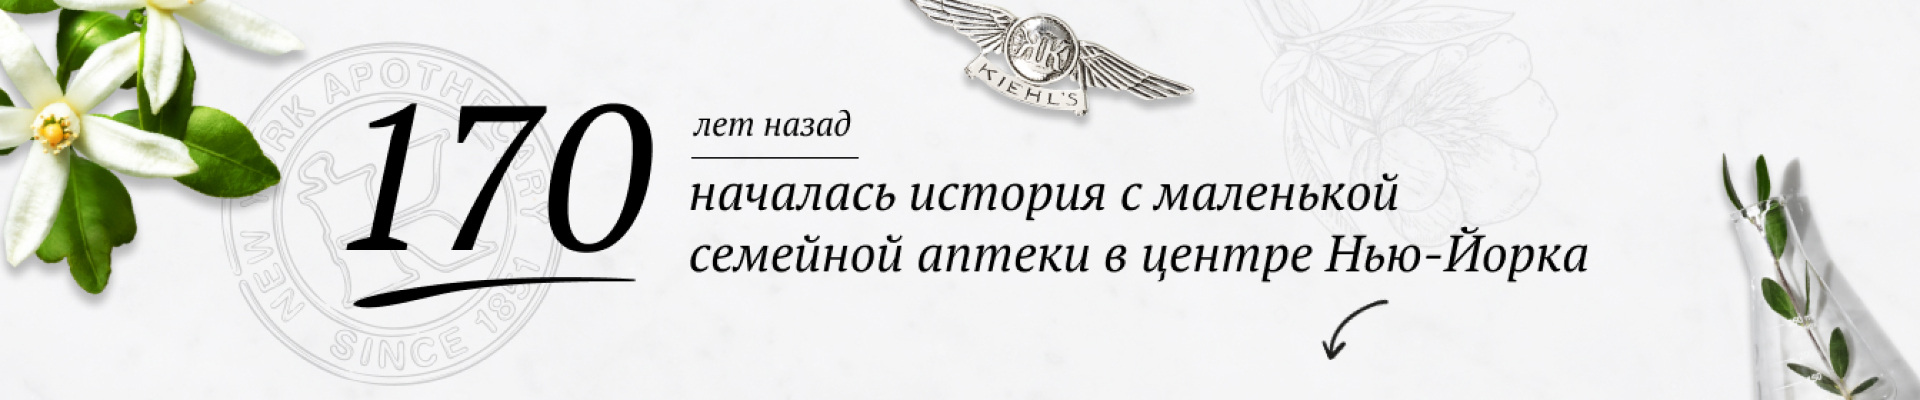 KIEHL'S
170
лет назад
началась история с маленькой
семейной аптеки в центре Нью-Йорка
NEW YORK APOTHECARY
SINCE 1851